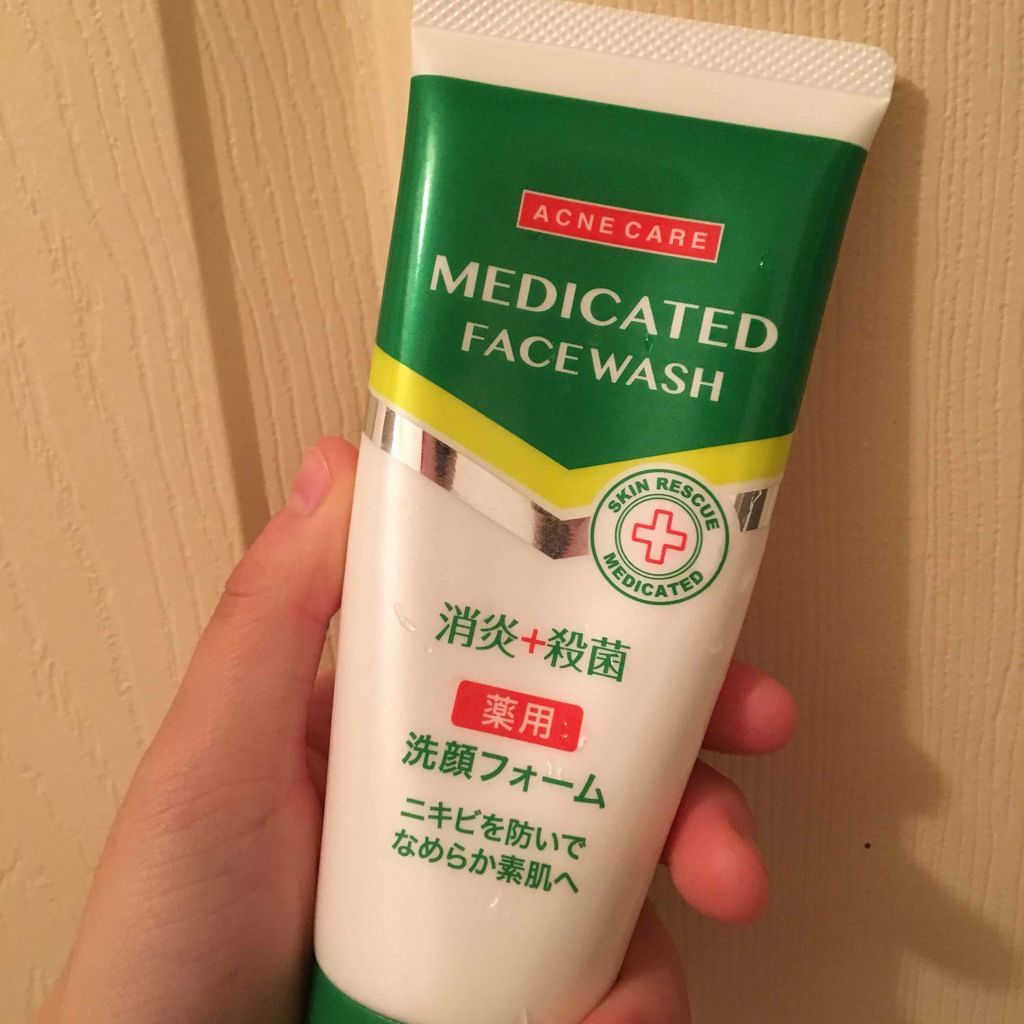 ACNE CARE
MEDICATED
FACE WASH
SKIN RESCUE
MEDICATED
消炎+殺菌
薬用
洗顔フォーム
ニキビを防いで
なめらか素肌へ